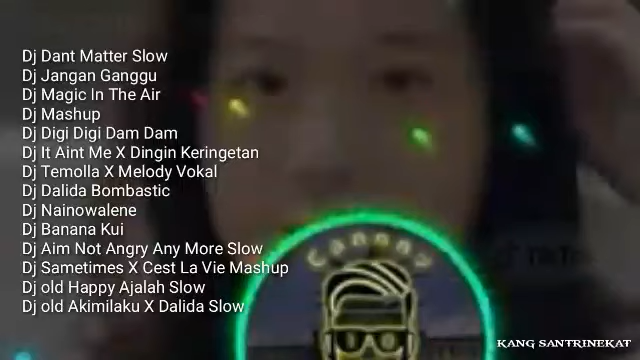 Dj Dant Matter Slow
Dj Jangan Ganggu
Dj Magic In The Air
Dj Mashup
Dj Digi Digi Dam Dam
Dj It Aint Me X Dingin Keringetan
Dj Temolla X Melody Vokal
Dj Dalida Bombastic
Dj Nainowalene
Dj Banana Kui
Dj Aim Not Angry Any More Slow
Dj Sametimes X Cest La Vie Mashup
Dj old Happy Ajalah Slow
Dj old Akimilaku X Dalida Slow
KANG SANTRINEKAT